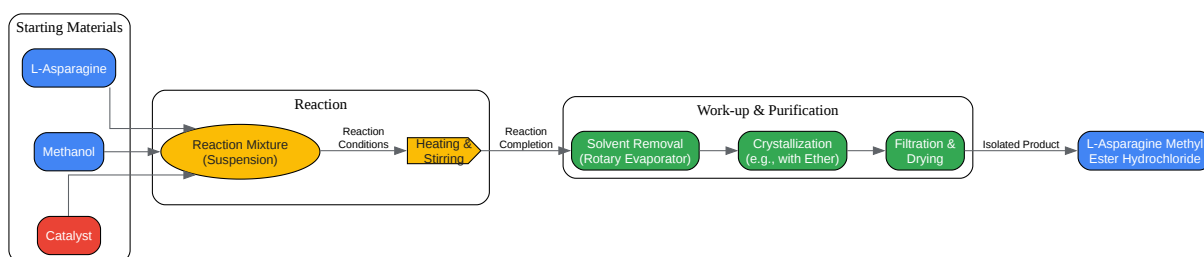 Starting Materials
L-Asparagine
Methanol
Catalyst
Reaction
Reaction Mixture
(Suspension)
Reaction
Conditions
Heating &
Stirring
Reaction
Completion
Work-up & Purification
Solvent Removal
(Rotary Evaporator)
Crystallization
(e.g., with Ether)
Filtration &
Drying
Isolated Product
L-Asparagine Methyl
Ester Hydrochloride